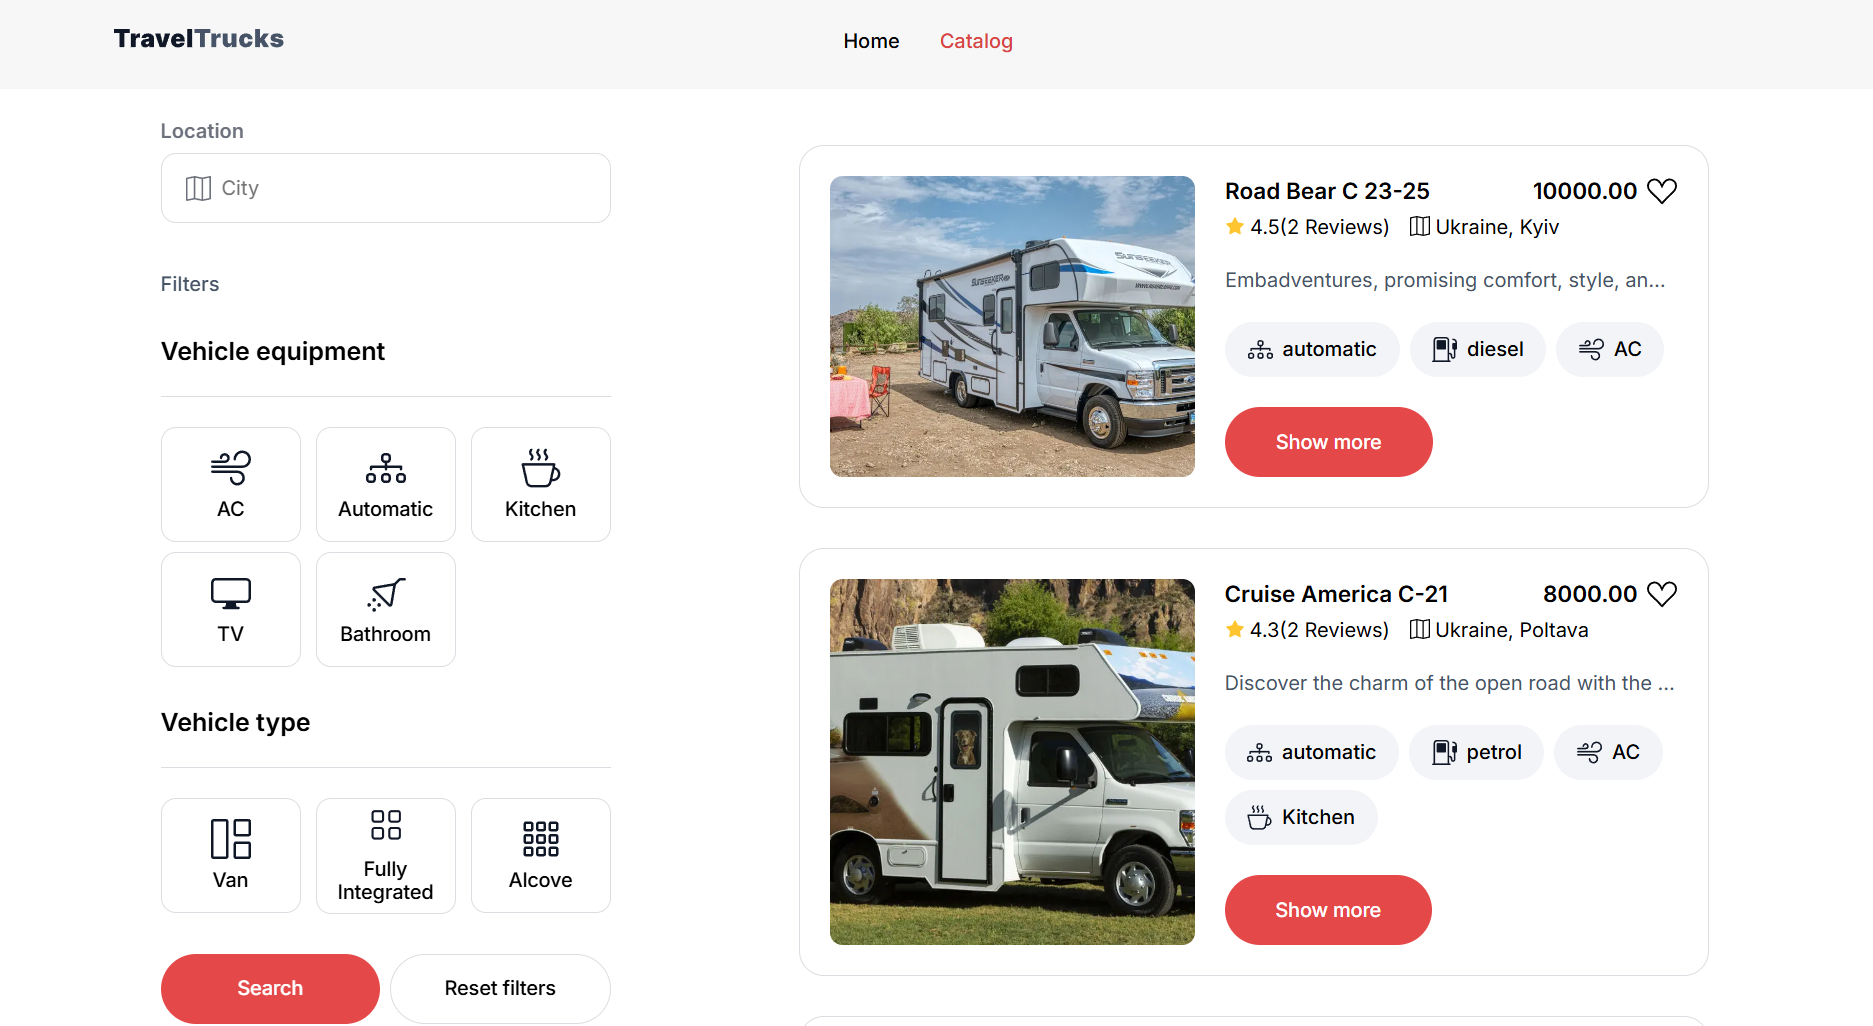 TravelTrucks
Home
Catalog
Location
City
Filters
Vehicle equipment
AC
Automatic
Kitchen
TV
Bathroom
Vehicle type
Van
Fully
Integrated
Alcove
Search
Reset filters
SUNSEEKER
SUNSEEKER
Road Bear C 23-25
10000.00
4.5(2 Reviews)
Ukraine, Kyiv
Embadventures, promising comfort, style, an...
automatic
diesel
AC
Show more
Cruise America C-21
8000.00
4.3(2 Reviews)
Ukraine, Poltava
Discover the charm of the open road with the ...
automatic
petrol
AC
Kitchen
Show more